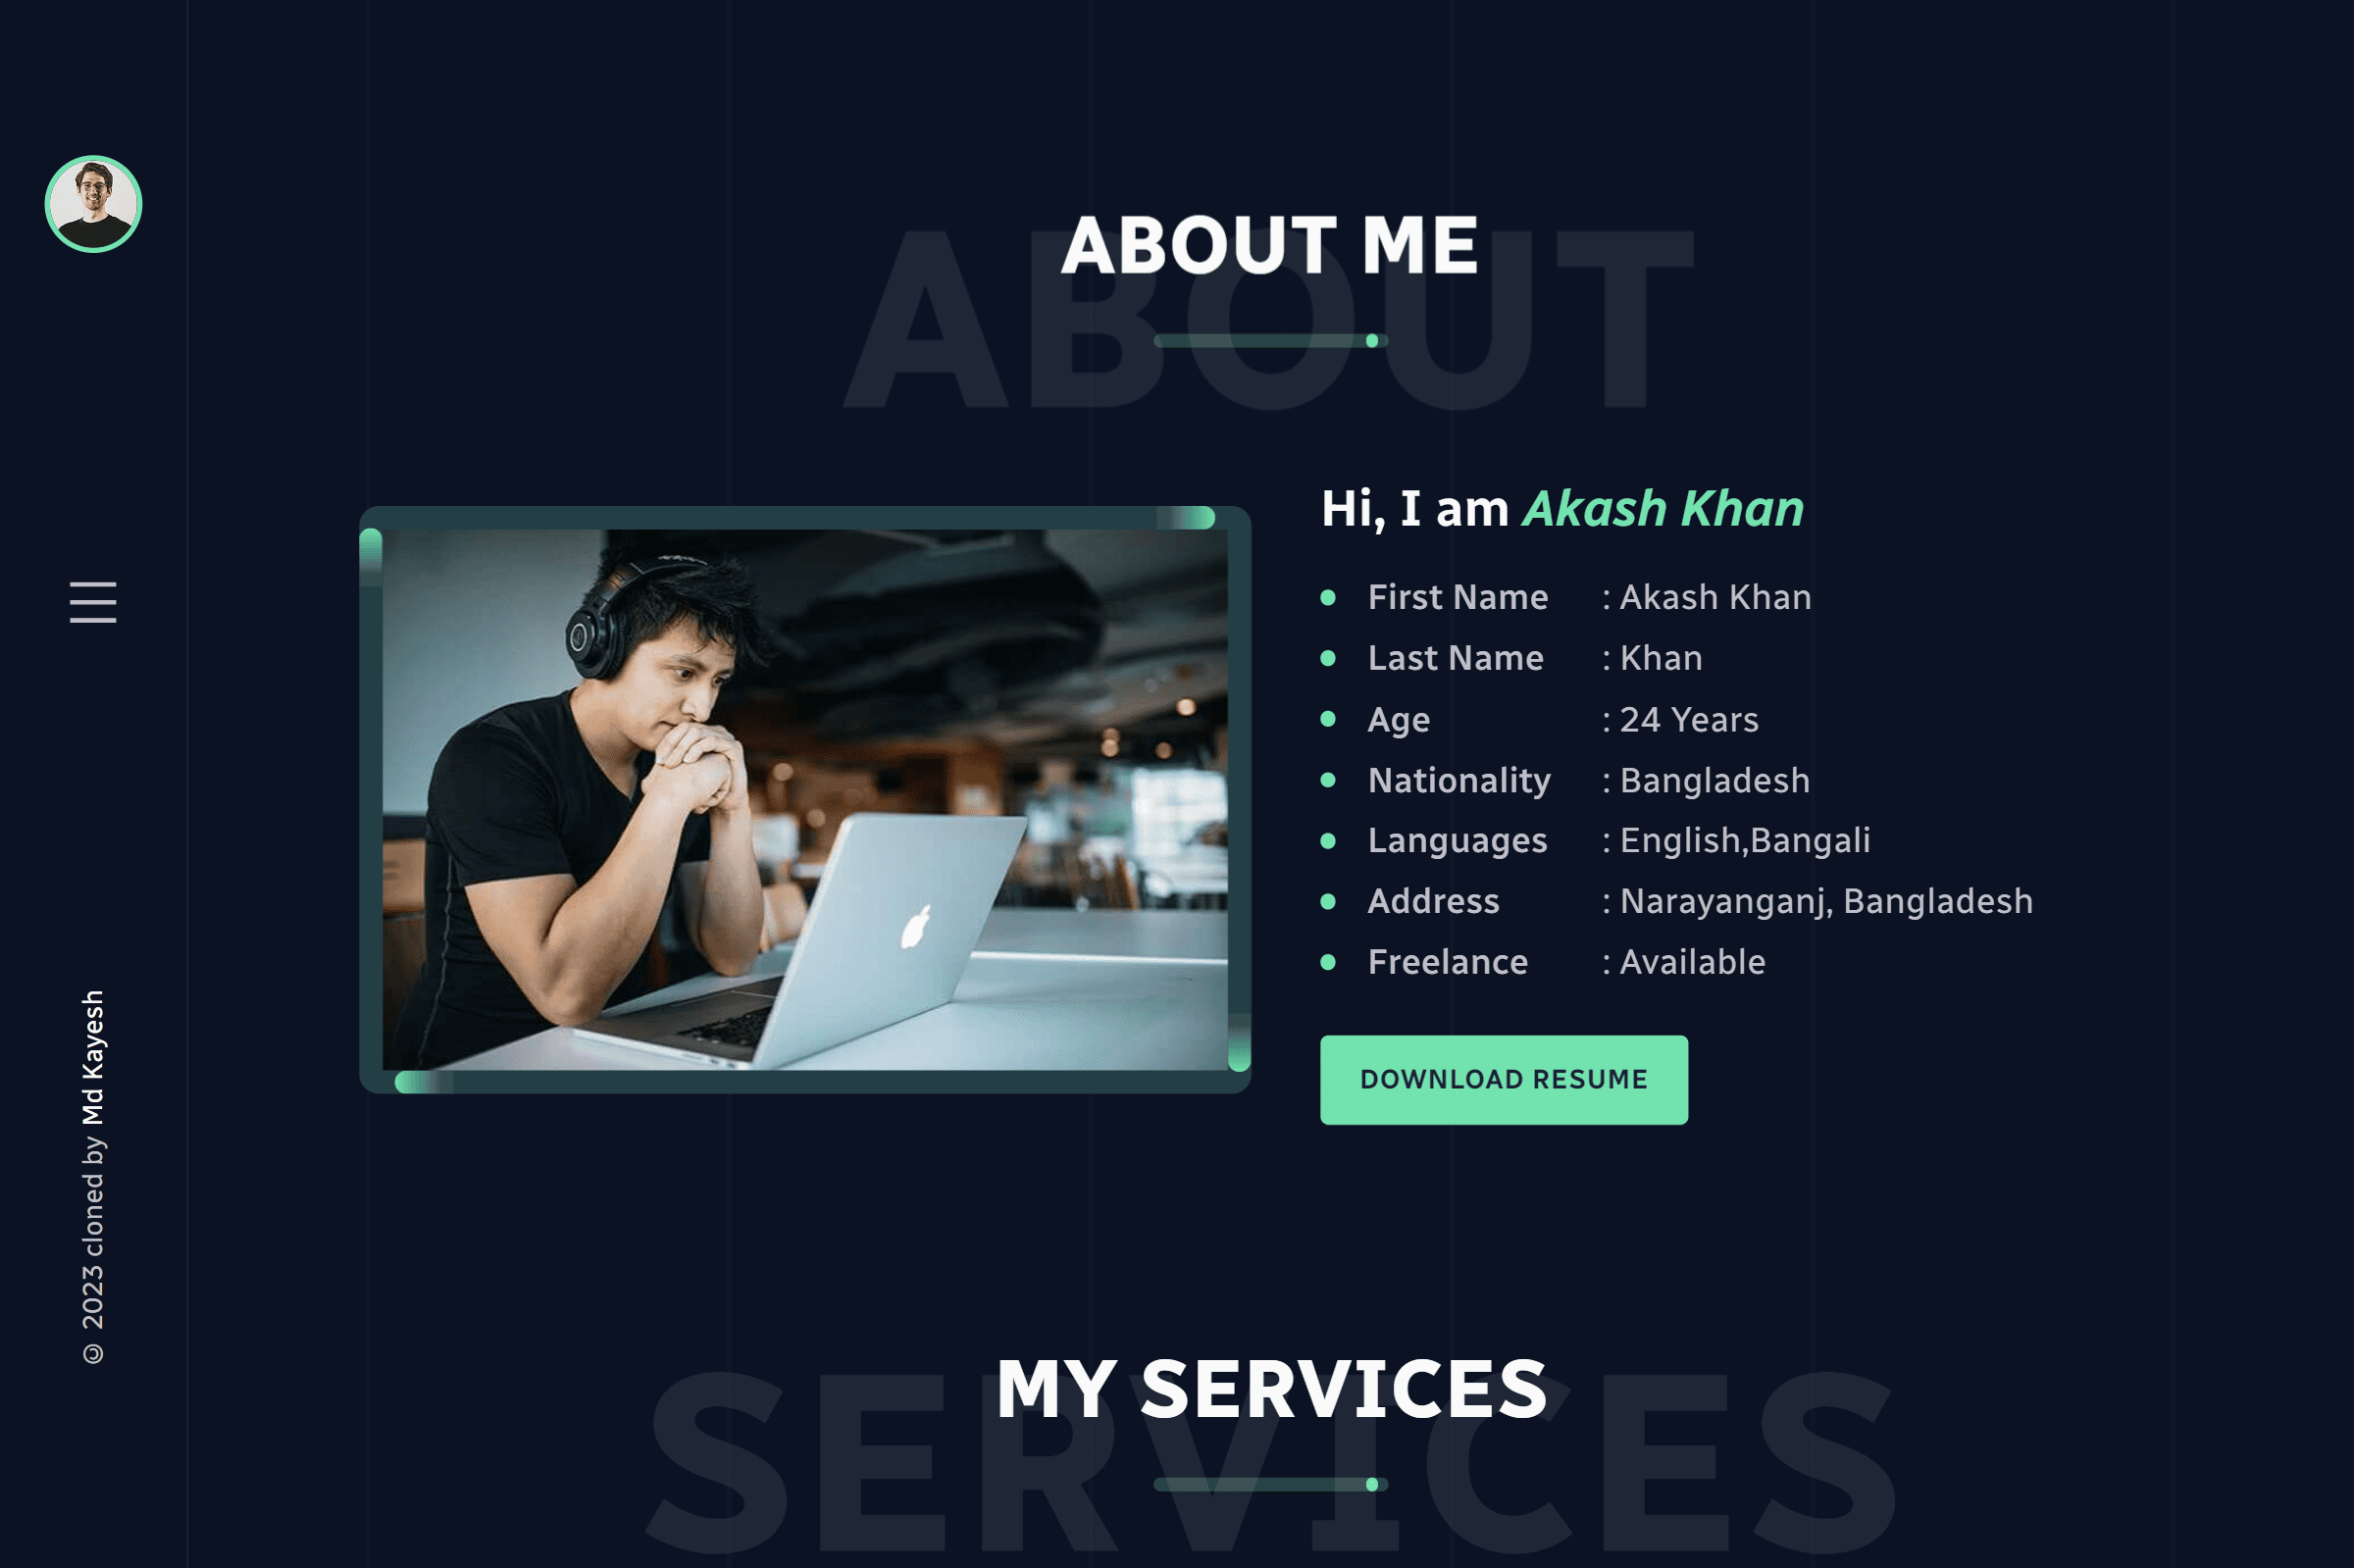 ABOUT
ABOUT ME
Hi, I am Akash Khan
First Name : Akash Khan
Last Name : Khan
Age : 24 Years
Nationality : Bangladesh
Languages : English,Bangali
Address : Narayanganj, Bangladesh
Freelance : Available
DOWNLOAD RESUME
© 2023 cloned by Md Kayesh
SERVICES
MY SERVICES